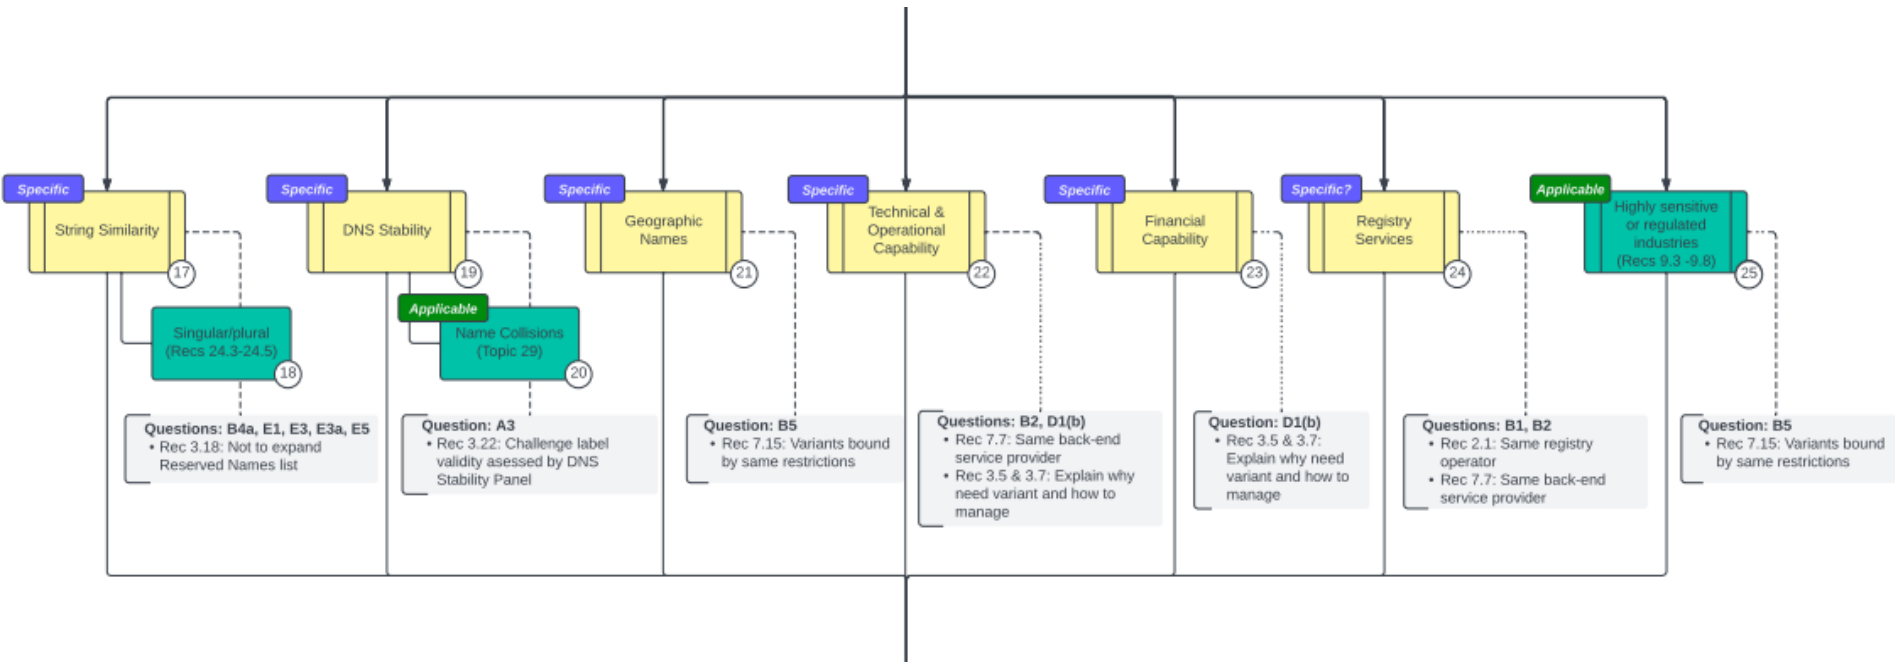 Specific
String Similarity
17
Singular/plural
(Recs 24.3-24.5)
18
Questions: B4a, E1, E3, E3a, E5
• Rec 3.18: Not to expand
Reserved Names list
Specific
DNS Stability
19
Applicable
Name Collisions
(Topic 29)
20
Question: A3
• Rec 3.22: Challenge label
validity asessed by DNS
Stability Panel
Specific
Geographic
Names
21
Question: B5
• Rec 7.15: Variants bound
by same restrictions
Specific
Technical &
Operational
Capability
22
Questions: B2, D1(b)
• Rec 7.7: Same back-end
service provider
• Rec 3.5 & 3.7: Explain why
need variant and how to
manage
Specific
Financial
Capability
23
Question: D1(b)
• Rec 3.5 & 3.7:
Explain why need
variant and how to
manage
Specific?
Registry
Services
24
Questions: B1, B2
• Rec 2.1: Same registry
operator
• Rec 7.7: Same back-end
service provider
Applicable
Highly sensitive
or regulated
industries
(Recs 9.3 -9.8)
25
Question: B5
• Rec 7.15: Variants bound
by same restrictions